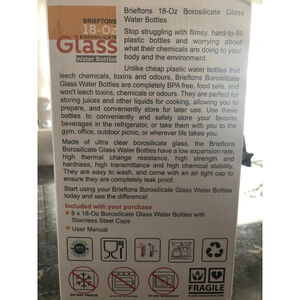 BRIEFTONS
18-OZ
BOROSILICATE
Glass
Water Bottles
Brieftons 18-Oz Borosilicate Glass
Water Bottles
Stop struggling with flimsy, hard-to-fill
plastic bottles and worrying about
what their chemicals are doing to your
body and the environment.
Unlike cheap plastic water bottles that
leech chemicals, toxins and odours, Brieftons Borosilicate
Glass Water Bottles are completely BPA free, food safe, and
won't leech toxins, chemicals or odours. They are perfect for
storing juices and other liquids for cooking, allowing you to
prepare, and conveniently store for later use. Use these
bottles to conveniently and safely store your favorite
beverages in the refrigerator, or take them with you to the
gym, office, outdoor picnic, or wherever life takes you.
Made of ultra clear borosilicate glass, the Brieftons
Borosilicate Glass Water Bottles have a low expansion rate,
high thermal change resistance, high strength and
hardness, high transmittance and high chemical stability.
They are easy to wash, and come with an air tight cap to
ensure they are completely leak proof.
Start using your Brieftons Borosilicate Glass Water Bottles
today and see the difference!
Included with your purchase
• 6 x 18-Oz Borosilicate Glass Water Bottles with
Stainless Steel Caps
• User Manual
DO NOT FREEZE
FRAGILE